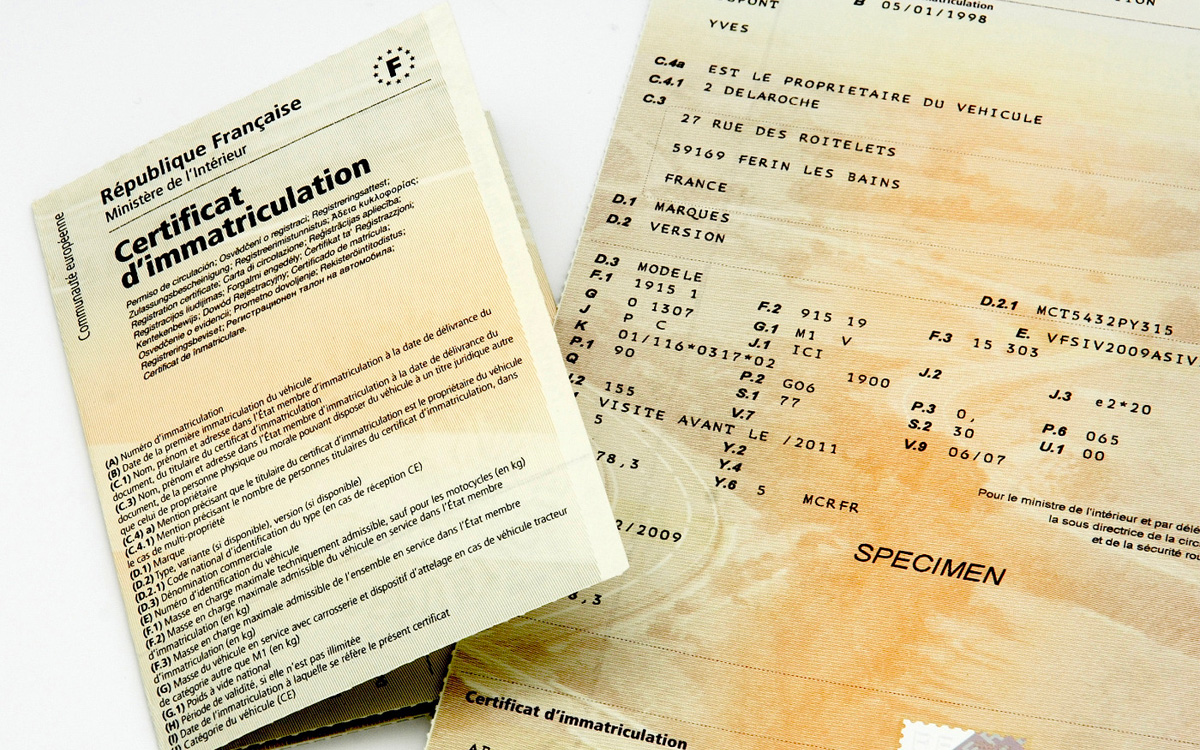 F
République Française
Ministère de l'Intérieur
Certificat
d'immatriculation
Communauté européenne
Permiso de circulación; Osvědčení o registraci; Registreringsattest;
Zulassungsbescheinigung; Registreerimistunnistus; Άδεια κυκλοφορίας;
Registration certificate; Carta di circolazione; Reģistrācijas apliecība;
Registracijos liudijimas; Forgalmi engedély; Ċertifikat ta' Reġistrazzjoni;
Kentekenbewijs; Dowód Rejestracyjny; Certificado de matrícula;
Osvedčenie o evidencii; Prometno dovoljenje; Rekisteröintitodistus;
Registreringsbeviset; Регистрационен талон на автомобила;
Certificat de înmatriculare.
(A) Numéro d'immatriculation
(B) Date de la première immatriculation du véhicule
(C.1) Nom, prénom et adresse dans l'État membre d'immatriculation à la date de délivrance du
document, du titulaire du certificat d'immatriculation
(C.3) Nom, prénom et adresse dans l'État membre d'immatriculation à la date de délivrance du
document, de la personne physique ou morale pouvant disposer du véhicule à un titre juridique autre
que celui de propriétaire
(C.4) a) Mention précisant que le titulaire du certificat d'immatriculation est le propriétaire du véhicule
(C.4.1) Mention précisant le nombre de personnes titulaires du certificat d'immatriculation, dans
le cas de multi-propriété
(D.1) Marque
(D.2) Type, variante (si disponible), version (si disponible)
(D.2.1) Code national d'identification du type (en cas de réception CE)
(D.3) Dénomination commerciale
(E) Numéro d'identification du véhicule
(F.1) Masse en charge maximale techniquement admissible, sauf pour les motocycles (en kg)
(F.2) Masse en charge maximale admissible du véhicule en service dans l'État membre
d'immatriculation (en kg)
(F.3) Masse en charge maximale admissible de l'ensemble en service dans l'État membre
d'immatriculation (en kg)
(G) Masse du véhicule en service avec carrosserie et dispositif d'attelage en cas de véhicule tracteur
de catégorie autre que M1 (en kg)
(G.1) Poids à vide national
(H) Période de validité, si elle n'est pas illimitée
(I) Date de l'immatriculation à laquelle se réfère le présent certificat
(J) Catégorie du véhicule (CE)
B 05/01/1998
YVES
C.4a EST LE PROPRIETAIRE DU VEHICULE
C.4.1 2 DELAROCHE
C.3
27 RUE DES ROITELETS
59169 FERIN LES BAINS
FRANCE
D.1 MARQUES
D.2 VERSION
D.2.1 MCT5432PY315
D.3 MODELE
E. VFSIV2009ASIV
F.1 1915 1 F.2 915 19 F.3 15 303
G 0 1307 G.1 M1 V
J P C J.1 ICI J.2 J.3 e2*20
K 01/116*0317*02
P.1 90 P.2 GO6 1900 P.3 0, P.6 065
Q S.1 77 S.2 30 U.1 00
155 V.7 V.9 06/07
VISITE AVANT LE /2011
5 Y.2
78,3 Y.4
Y.6 5 MCRFR
/2009
,3
Pour le ministre de l'intérieur et par délé
la sous directrice de la circ
et de la sécurité rou
SPECIMEN
Certificat d'immatriculation